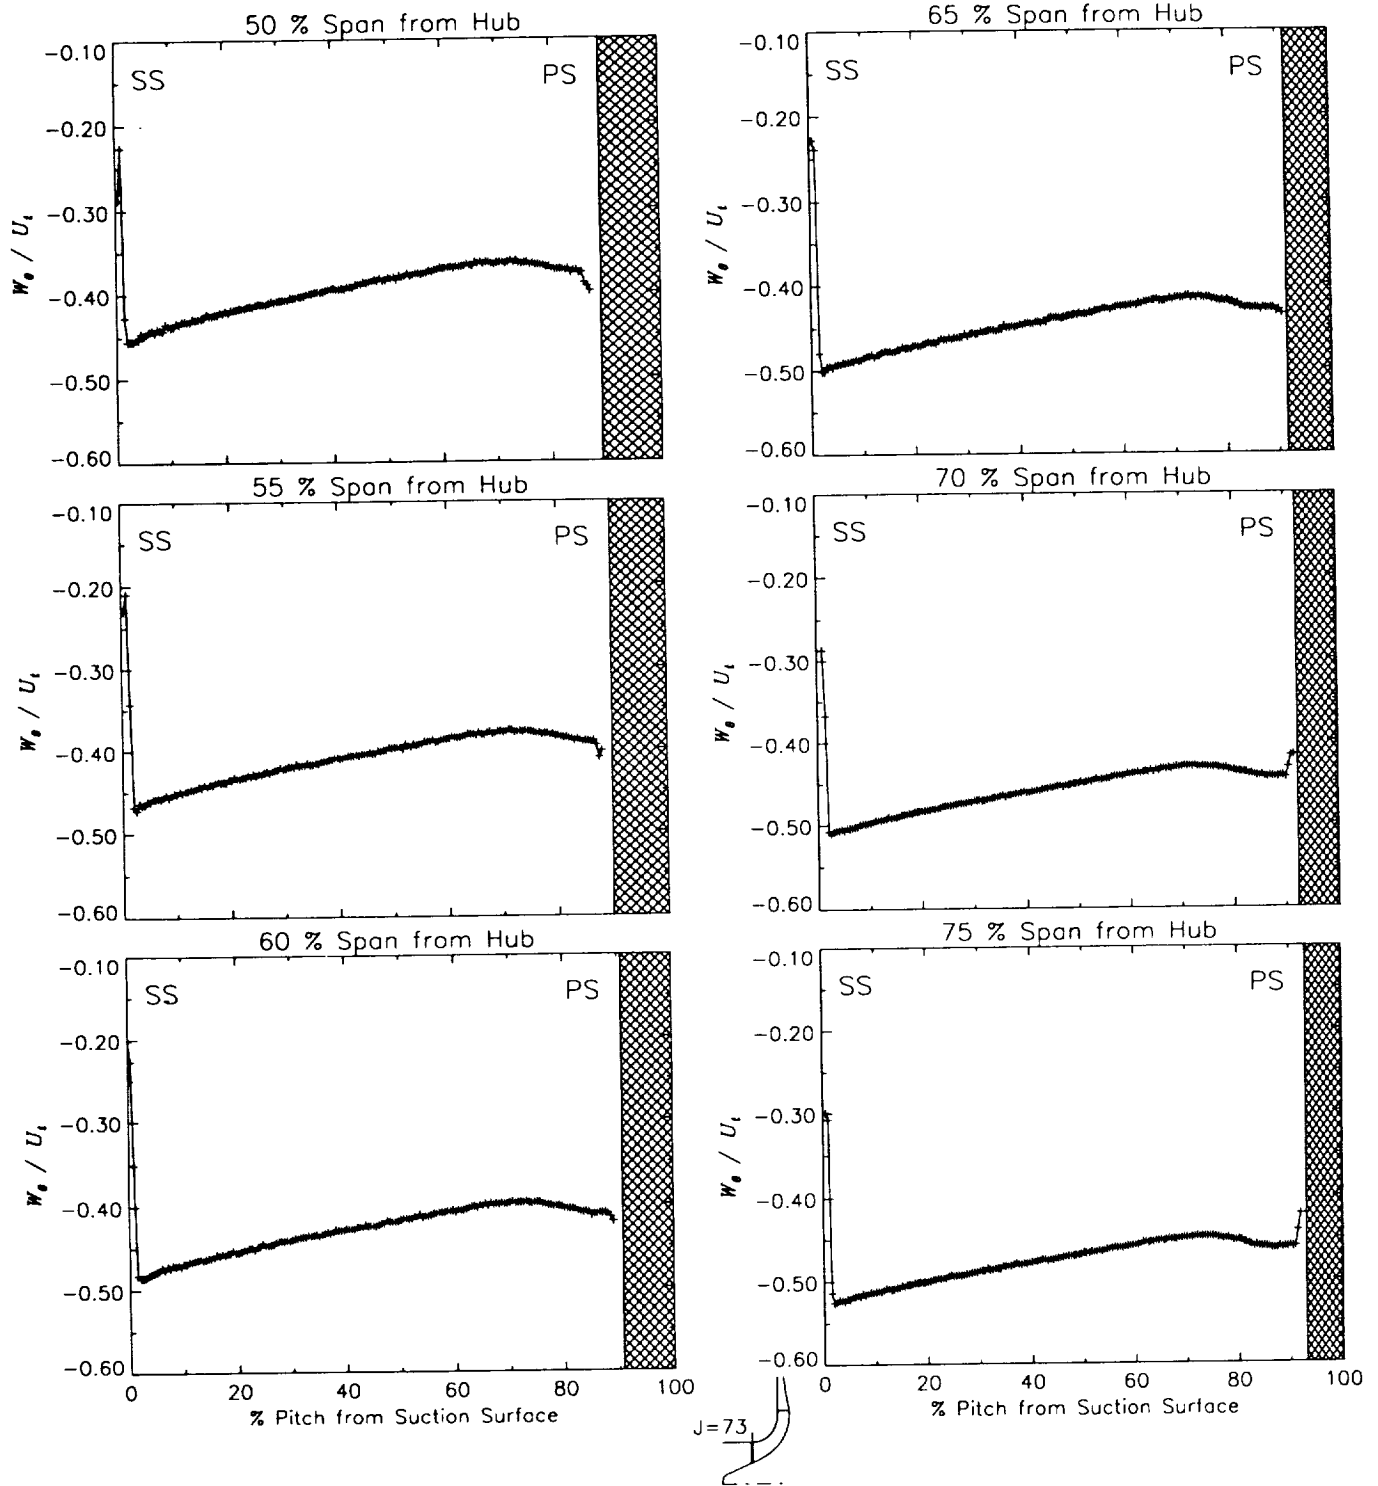 50 % Span from Hub
-0.10
-0.20
-0.30
-0.40
-0.50
-0.60
W_θ / U_t
SS
PS
55 % Span from Hub
-0.10
-0.20
-0.30
-0.40
-0.50
-0.60
W_θ / U_t
SS
PS
60 % Span from Hub
-0.10
-0.20
-0.30
-0.40
-0.50
-0.60
W_θ / U_t
SS
PS
0 20 40 60 80 100
% Pitch from Suction Surface
65 % Span from Hub
-0.10
-0.20
-0.30
-0.40
-0.50
-0.60
W_θ / U_t
SS
PS
70 % Span from Hub
-0.10
-0.20
-0.30
-0.40
-0.50
-0.60
W_θ / U_t
SS
PS
75 % Span from Hub
-0.10
-0.20
-0.30
-0.40
-0.50
-0.60
W_θ / U_t
SS
PS
0 20 40 60 80 100
% Pitch from Suction Surface
J=73